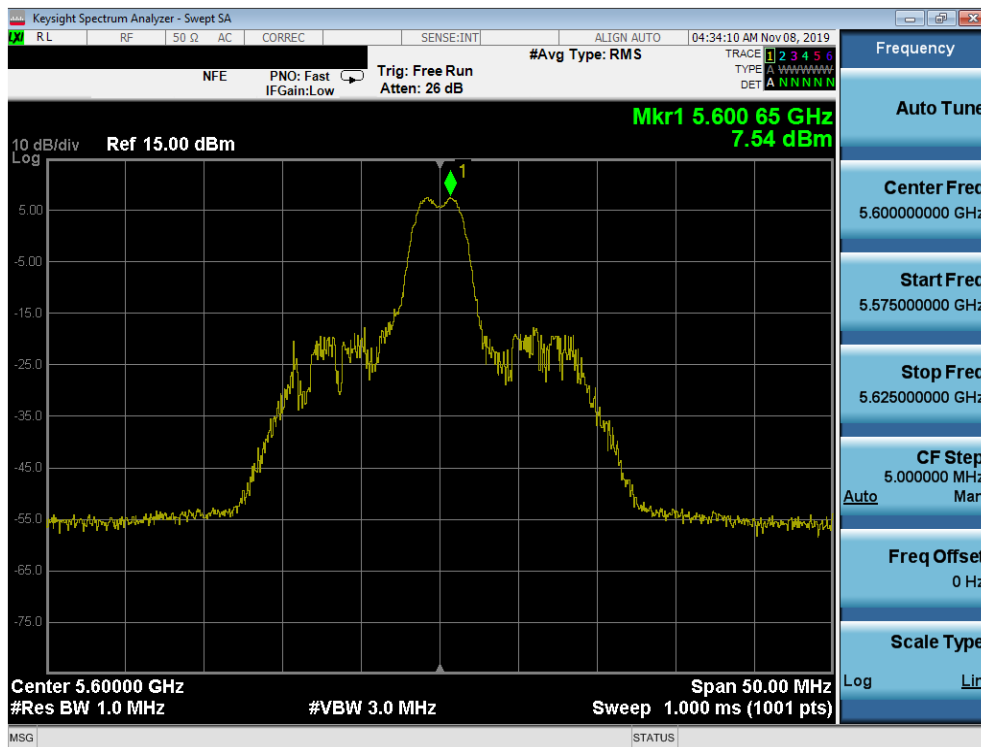 Keysight Spectrum Analyzer - Swept SA
LXI RL RF 50 Ω AC CORREC SENSE:INT ALIGN AUTO 04:34:10 AM Nov 08, 2019
NFE PNO: Fast IFGain:Low Trig: Free Run Atten: 26 dB #Avg Type: RMS
TRACE 1 2 3 4 5 6
TYPE A WWWWW
DET A N N N N N
Mkr1 5.600 65 GHz
7.54 dBm
10 dB/div Ref 15.00 dBm
Log
1
5.00
-5.00
-15.0
-25.0
-35.0
-45.0
-55.0
-65.0
-75.0
Center 5.60000 GHz Span 50.00 MHz
#Res BW 1.0 MHz #VBW 3.0 MHz Sweep 1.000 ms (1001 pts)
MSG STATUS
Frequency
Auto Tune
Center Freq
5.600000000 GHz
Start Freq
5.575000000 GHz
Stop Freq
5.625000000 GHz
CF Step
5.000000 MHz
Auto Man
Freq Offset
0 Hz
Scale Type
Log Lin